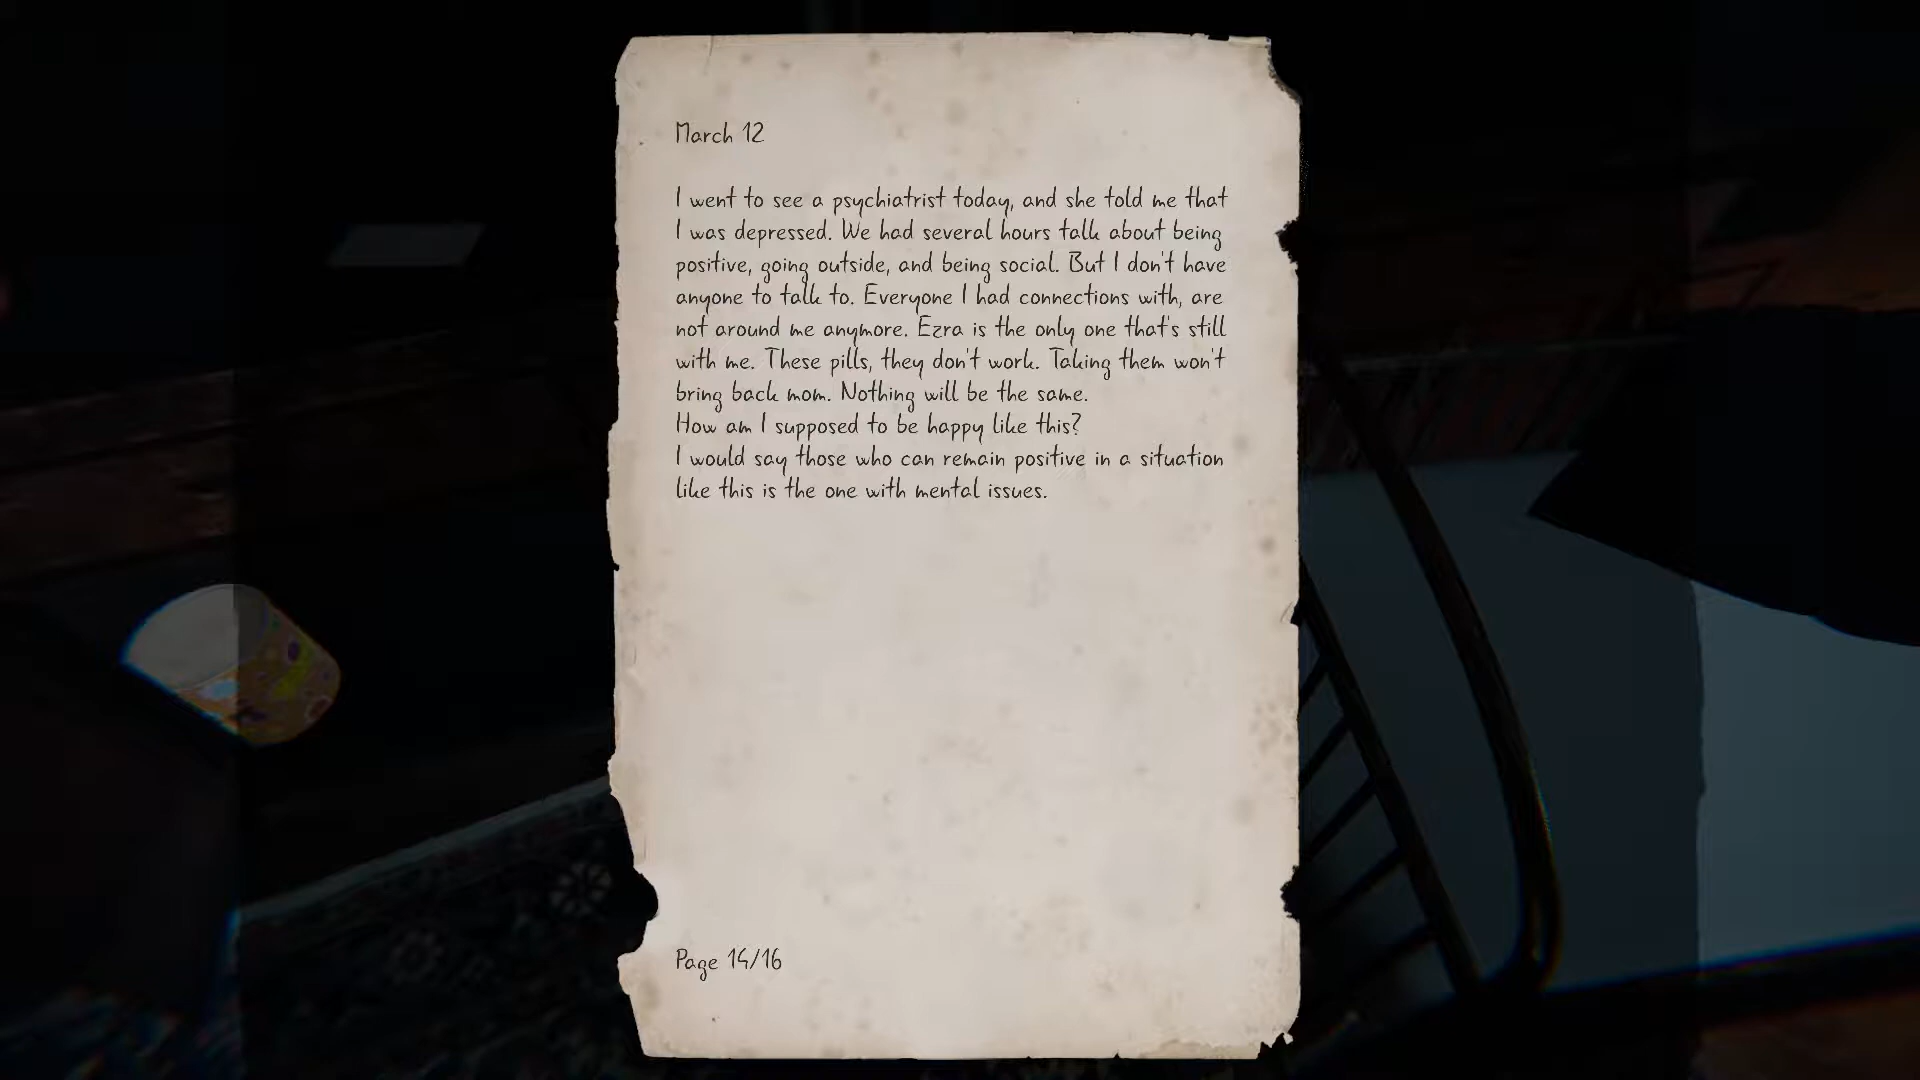 March 12
I went to see a psychiatrist today, and she told me that
I was depressed. We had several hours talk about being
positive, going outside, and being social. But I don't have
anyone to talk to. Everyone I had connections with, are
not around me anymore. Ezra is the only one that's still
with me. These pills, they don't work. Taking them won't
bring back mom. Nothing will be the same.
How am I supposed to be happy like this?
I would say those who can remain positive in a situation
like this is the one with mental issues.
Page 14/16